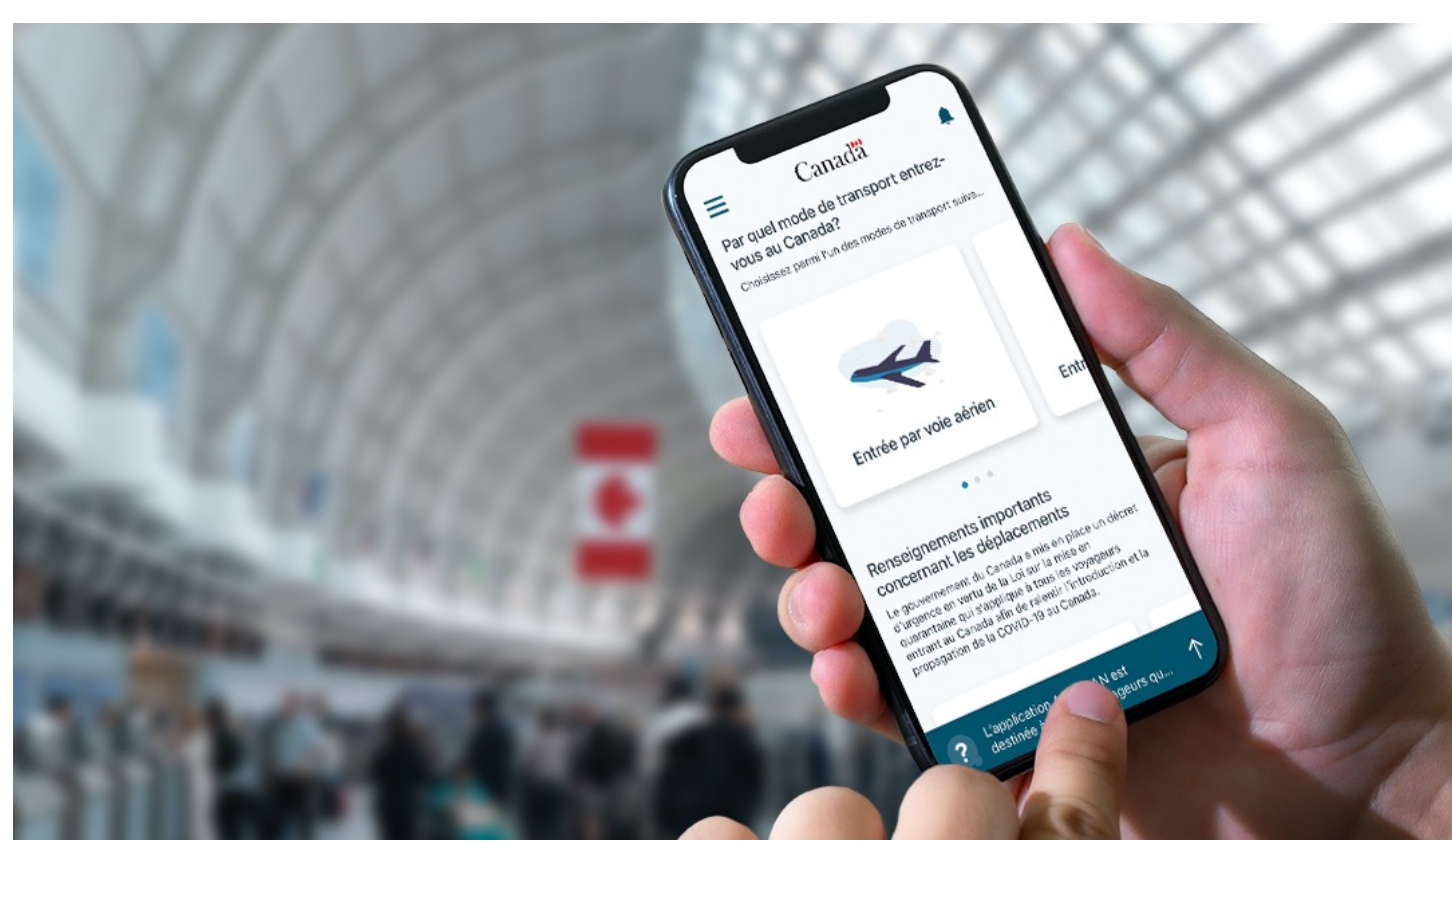 Canada
Par quel mode de transport entrez-
vous au Canada?
Choisissez parmi l'un des modes de transport suiva...
Entrée par voie aérien
Entr
Renseignements importants
concernant les déplacements
Le gouvernement du Canada a mis en place un décret
d'urgence en vertu de la Loi sur la mise en
quarantaine qui s'applique à tous les voyageurs
entrant au Canada afin de ralentir l'introduction et la
propagation de la COVID-19 au Canada.
?
L'application AN est
destinée ageurs qu...